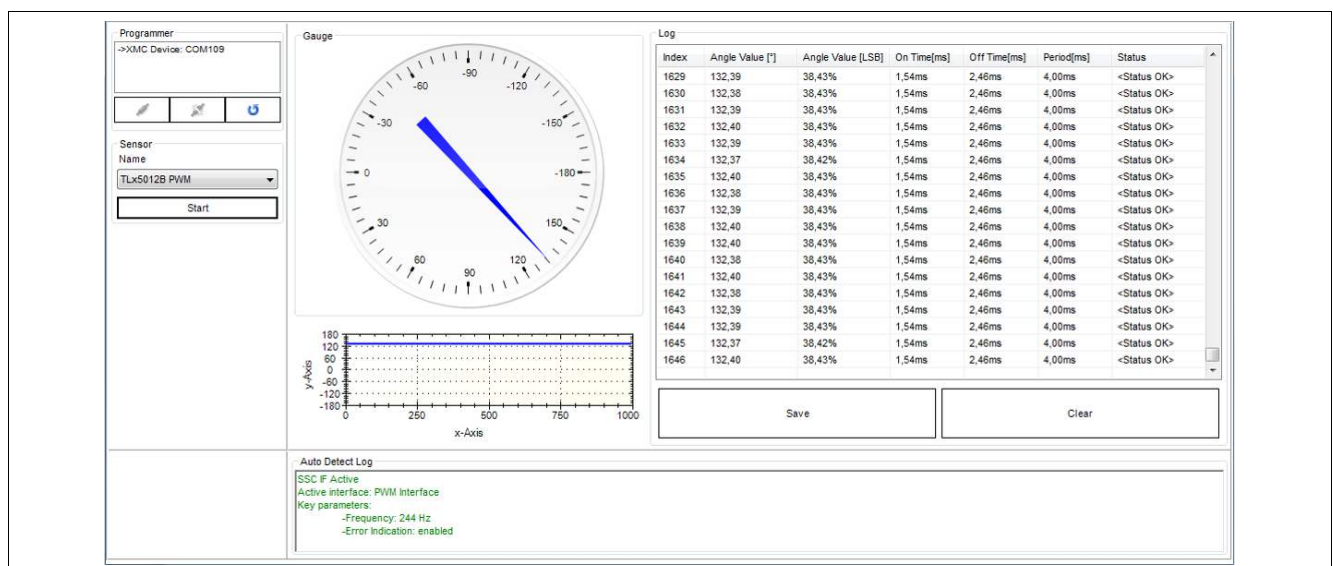 Programmer
->XMC Device: COM109
Sensor
Name
TLx5012B PWM
Start
Gauge
-90
-60
-120
-30
-150
0
-180
30
150
60
120
90
180
120
60
0
-60
-120
-180
y-Axis
0 250 500 750 1000
x-Axis
Log
Index Angle Value [°] Angle Value [LSB] On Time[ms] Off Time[ms] Period[ms] Status
1629 132,39 38,43% 1,54ms 2,46ms 4,00ms <Status OK>
1630 132,38 38,43% 1,54ms 2,46ms 4,00ms <Status OK>
1631 132,39 38,43% 1,54ms 2,46ms 4,00ms <Status OK>
1632 132,40 38,43% 1,54ms 2,46ms 4,00ms <Status OK>
1633 132,39 38,43% 1,54ms 2,46ms 4,00ms <Status OK>
1634 132,37 38,42% 1,54ms 2,46ms 4,00ms <Status OK>
1635 132,40 38,43% 1,54ms 2,46ms 4,00ms <Status OK>
1636 132,38 38,43% 1,54ms 2,46ms 4,00ms <Status OK>
1637 132,39 38,43% 1,54ms 2,46ms 4,00ms <Status OK>
1638 132,40 38,43% 1,54ms 2,46ms 4,00ms <Status OK>
1639 132,40 38,43% 1,54ms 2,46ms 4,00ms <Status OK>
1640 132,38 38,43% 1,54ms 2,46ms 4,00ms <Status OK>
1641 132,40 38,43% 1,54ms 2,46ms 4,00ms <Status OK>
1642 132,38 38,43% 1,54ms 2,46ms 4,00ms <Status OK>
1643 132,39 38,43% 1,54ms 2,46ms 4,00ms <Status OK>
1644 132,39 38,43% 1,54ms 2,46ms 4,00ms <Status OK>
1645 132,37 38,42% 1,54ms 2,46ms 4,00ms <Status OK>
1646 132,40 38,43% 1,54ms 2,46ms 4,00ms <Status OK>
Save
Clear
Auto Detect Log
SSC IF Active
Active interface: PWM Interface
Key parameters:
-Frequency: 244 Hz
-Error Indication: enabled